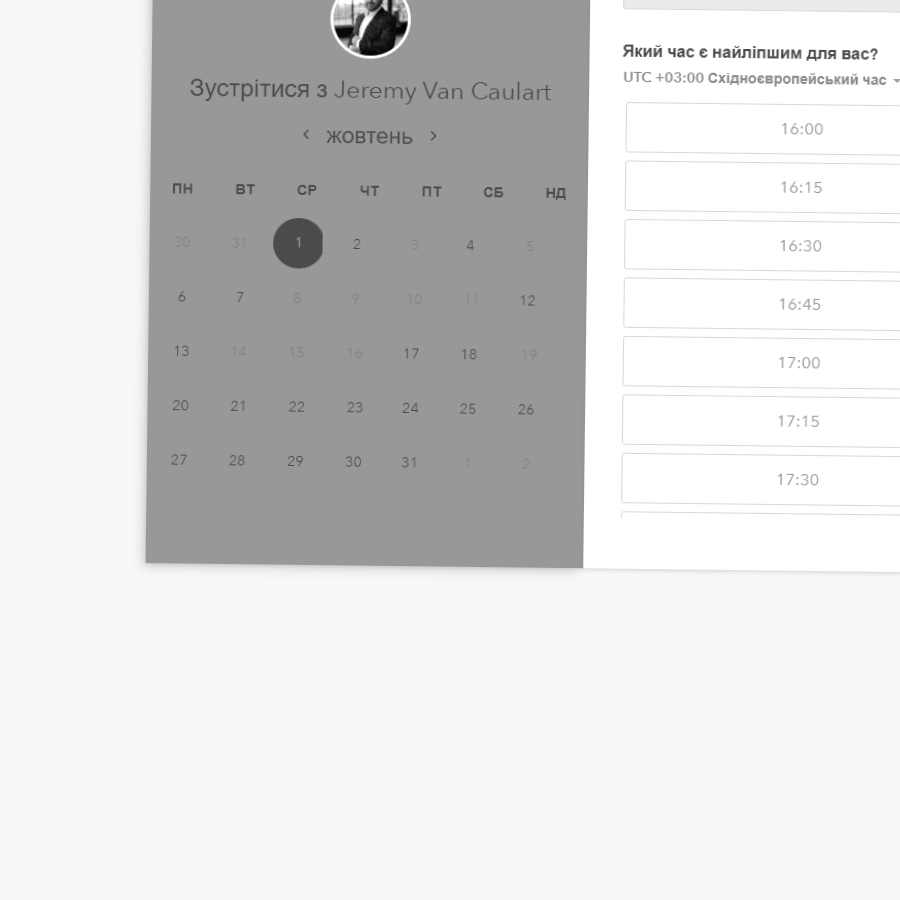 Зустрітися з Jeremy Van Caulart
жовтень
ПН ВТ СР ЧТ ПТ СБ НД
30 31 1 2 3 4 5
6 7 8 9 10 11 12
13 14 15 16 17 18 19
20 21 22 23 24 25 26
27 28 29 30 31 1 2
Який час є найліпшим для вас?
UTC +03:00 Східноєвропейський час
16:00
16:15
16:30
16:45
17:00
17:15
17:30